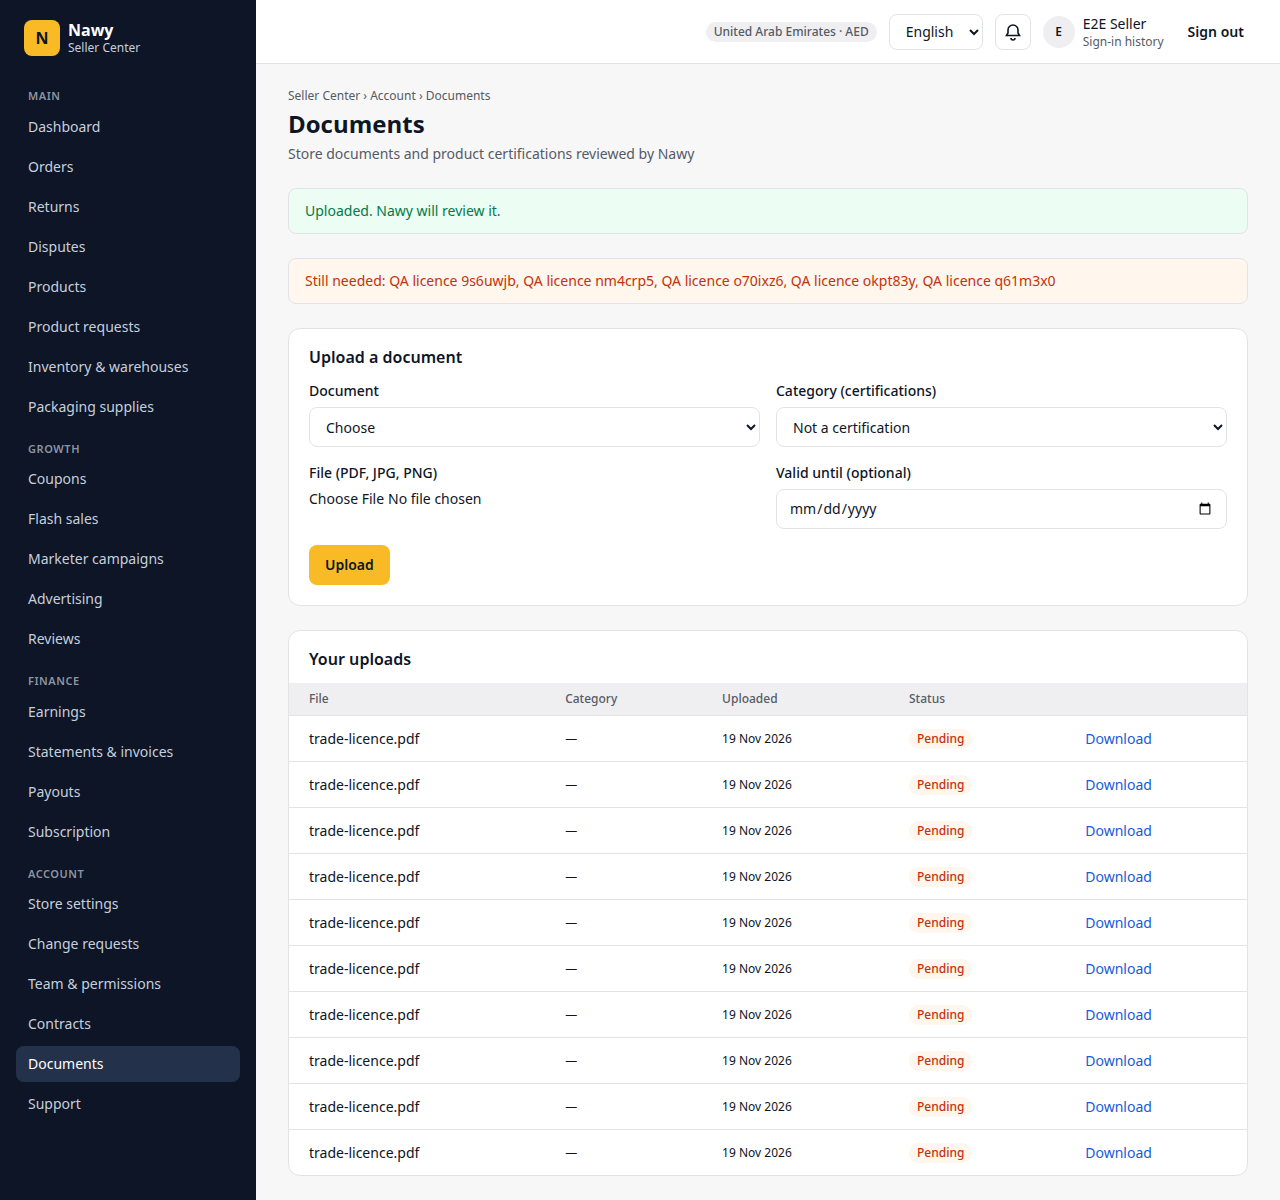 N
Nawy
Seller Center
MAIN
Dashboard
Orders
Returns
Disputes
Products
Product requests
Inventory & warehouses
Packaging supplies
GROWTH
Coupons
Flash sales
Marketer campaigns
Advertising
Reviews
FINANCE
Earnings
Statements & invoices
Payouts
Subscription
ACCOUNT
Store settings
Change requests
Team & permissions
Contracts
Documents
Support
United Arab Emirates · AED
English
E
E2E Seller
Sign-in history
Sign out
Seller Center › Account › Documents
Documents
Store documents and product certifications reviewed by Nawy
Uploaded. Nawy will review it.
Still needed: QA licence 9s6uwjb, QA licence nm4crp5, QA licence o70ixz6, QA licence okpt83y, QA licence q61m3x0
Upload a document
Document
Choose
Category (certifications)
Not a certification
File (PDF, JPG, PNG)
Choose File No file chosen
Valid until (optional)
mm/dd/yyyy
Upload
Your uploads
File Category Uploaded Status
trade-licence.pdf — 19 Nov 2026 Pending Download
trade-licence.pdf — 19 Nov 2026 Pending Download
trade-licence.pdf — 19 Nov 2026 Pending Download
trade-licence.pdf — 19 Nov 2026 Pending Download
trade-licence.pdf — 19 Nov 2026 Pending Download
trade-licence.pdf — 19 Nov 2026 Pending Download
trade-licence.pdf — 19 Nov 2026 Pending Download
trade-licence.pdf — 19 Nov 2026 Pending Download
trade-licence.pdf — 19 Nov 2026 Pending Download
trade-licence.pdf — 19 Nov 2026 Pending Download